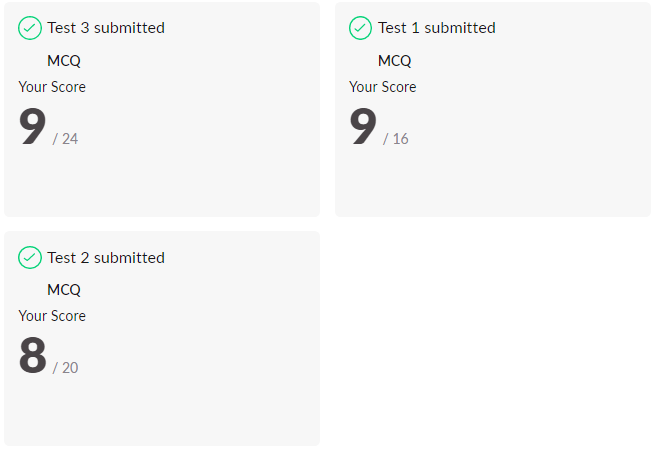 Test 3 submitted
MCQ
Your Score
9 / 24
Test 1 submitted
MCQ
Your Score
9 / 16
Test 2 submitted
MCQ
Your Score
8 / 20